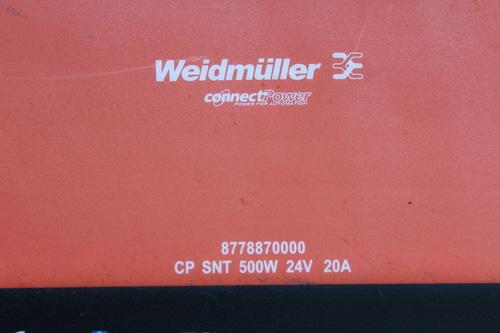 Weidmüller
connectPower
POWER FOR AUTOMATION
8778870000
CP SNT 500W 24V 20A